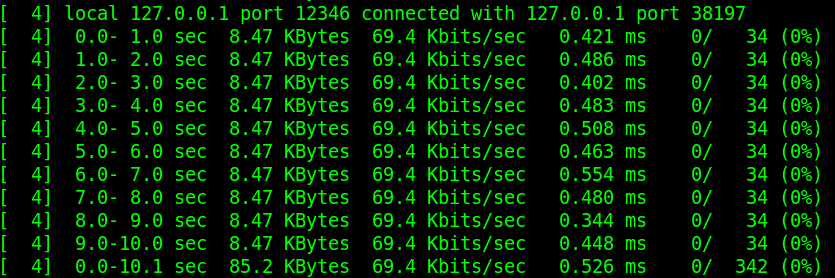 [  4] local 127.0.0.1 port 12346 connected with 127.0.0.1 port 38197
[  4]  0.0- 1.0 sec  8.47 KBytes  69.4 Kbits/sec   0.421 ms    0/   34 (0%)
[  4]  1.0- 2.0 sec  8.47 KBytes  69.4 Kbits/sec   0.486 ms    0/   34 (0%)
[  4]  2.0- 3.0 sec  8.47 KBytes  69.4 Kbits/sec   0.402 ms    0/   34 (0%)
[  4]  3.0- 4.0 sec  8.47 KBytes  69.4 Kbits/sec   0.483 ms    0/   34 (0%)
[  4]  4.0- 5.0 sec  8.47 KBytes  69.4 Kbits/sec   0.508 ms    0/   34 (0%)
[  4]  5.0- 6.0 sec  8.47 KBytes  69.4 Kbits/sec   0.463 ms    0/   34 (0%)
[  4]  6.0- 7.0 sec  8.47 KBytes  69.4 Kbits/sec   0.554 ms    0/   34 (0%)
[  4]  7.0- 8.0 sec  8.47 KBytes  69.4 Kbits/sec   0.480 ms    0/   34 (0%)
[  4]  8.0- 9.0 sec  8.47 KBytes  69.4 Kbits/sec   0.344 ms    0/   34 (0%)
[  4]  9.0-10.0 sec  8.47 KBytes  69.4 Kbits/sec   0.448 ms    0/   34 (0%)
[  4]  0.0-10.1 sec  85.2 KBytes  69.4 Kbits/sec   0.526 ms    0/  342 (0%)